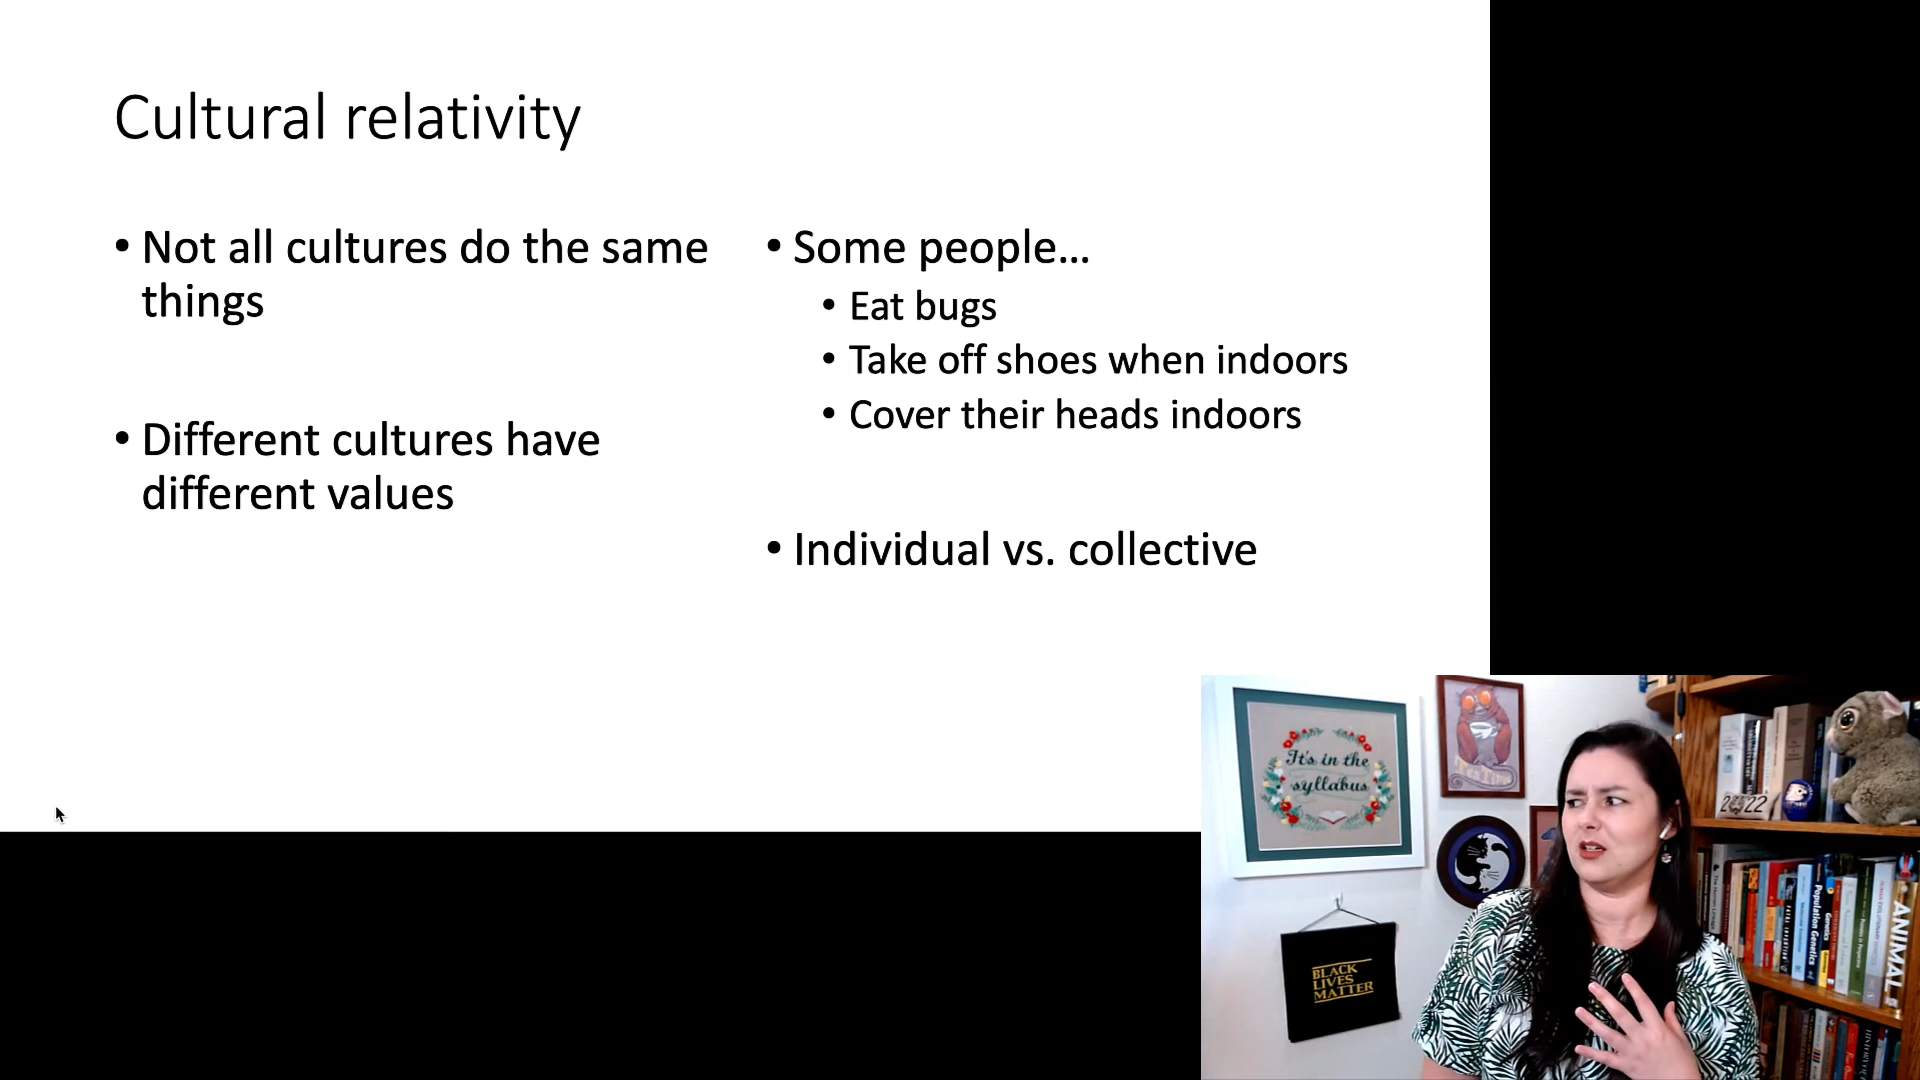 Cultural relativity
• Not all cultures do the same
things
• Different cultures have
different values
• Some people…
• Eat bugs
• Take off shoes when indoors
• Cover their heads indoors
• Individual vs. collective
It's in the
syllabus
BLACK
LIVES
MATTER
Population Genetics
Genetics
ANIMAL